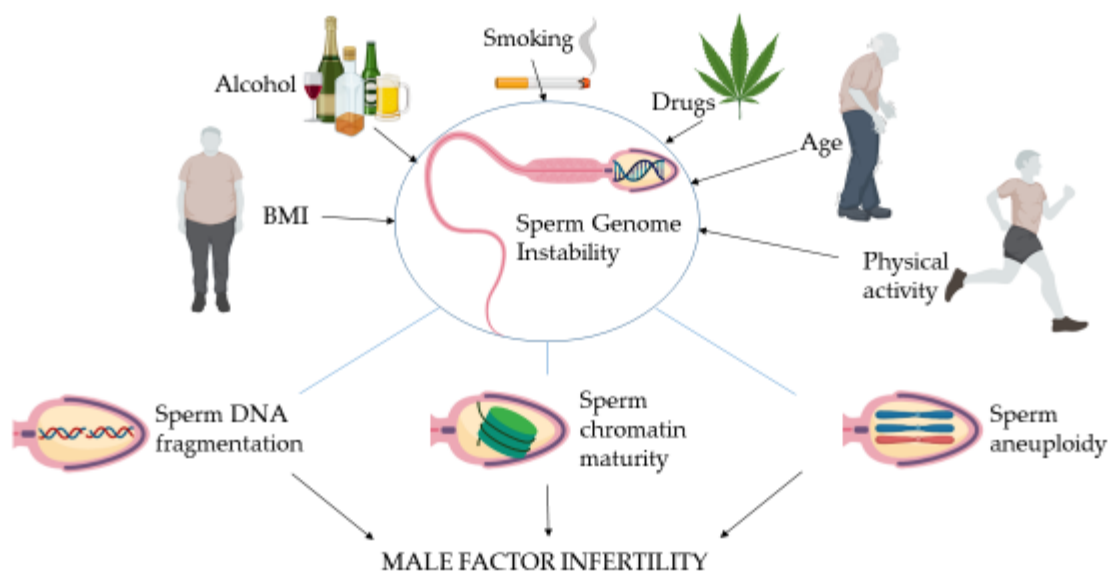 Smoking
Alcohol
Drugs
Age
BMI
Sperm Genome
Instability
Physical
activity
Sperm DNA
fragmentation
Sperm
chromatin
maturity
Sperm
aneuploidy
MALE FACTOR INFERTILITY